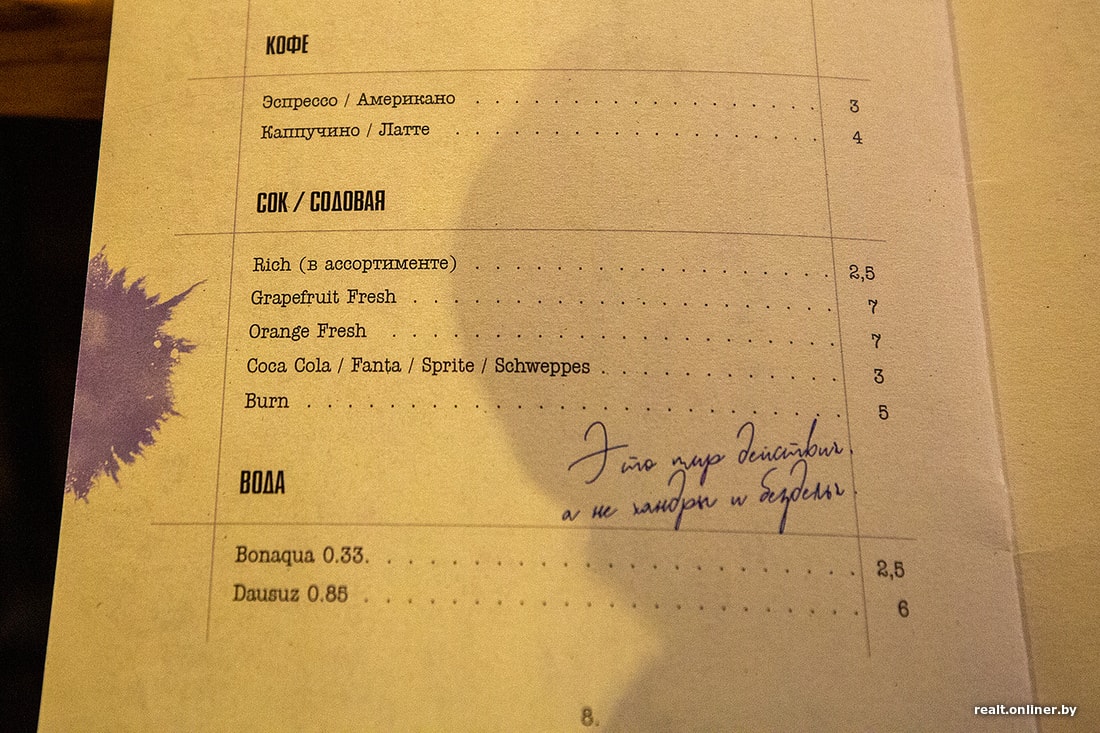 КОФЕ
Эспрессо / Американо . . . . . . . . . . . . . . . . . . 3
Каппучино / Латте . . . . . . . . . . . . . . . . . . . 4
СОК / СОДОВАЯ
Rich (в ассортименте) . . . . . . . . . . . . . . . . . . 2,5
Grapefruit Fresh . . . . . . . . . . . . . . . . . . . . . 7
Orange Fresh . . . . . . . . . . . . . . . . . . . . . . 7
Coca Cola / Fanta / Sprite / Schweppes . . . . . . . . . . . . 3
Burn . . . . . . . . . . . . . . . . . . . . . . . . . . 5
Это мир действия.
а не хандры и безделья.
ВОДА
Bonaqua 0.33. . . . . . . . . . . . . . . . . . . . . . . 2,5
Dausuz 0.85 . . . . . . . . . . . . . . . . . . . . . . . 6
8.
realt.onliner.by